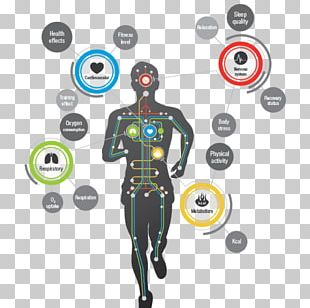 Sleep
quality
Relaxation
Health
effects
Fitness
level
Cardiovascular
Nervous
system
Training
effect
Recovery
status
Oxygen
consumption
Body
stress
Physical
activity
Respiratory
O₂
uptake
Respiration
Metabolism
Kcal